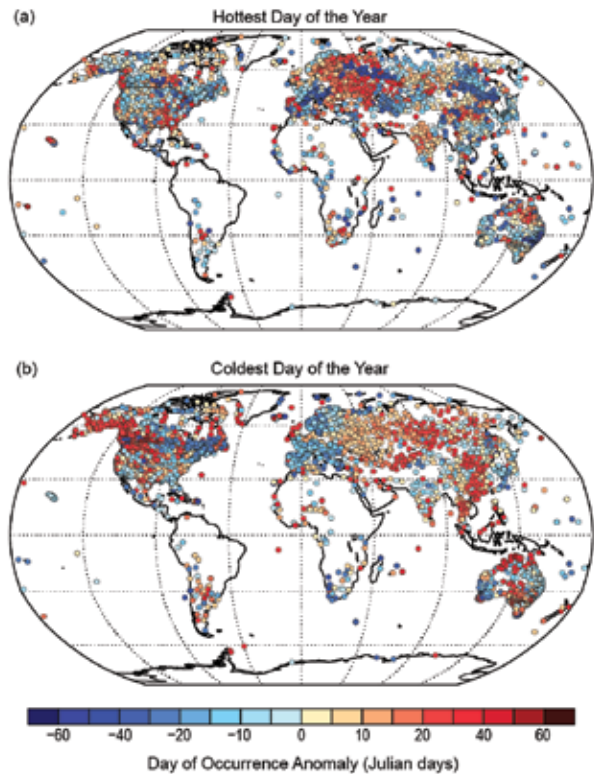 (a)
Hottest Day of the Year
(b)
Coldest Day of the Year
−60 −40 −20 −10 0 10 20 40 60
Day of Occurrence Anomaly (Julian days)